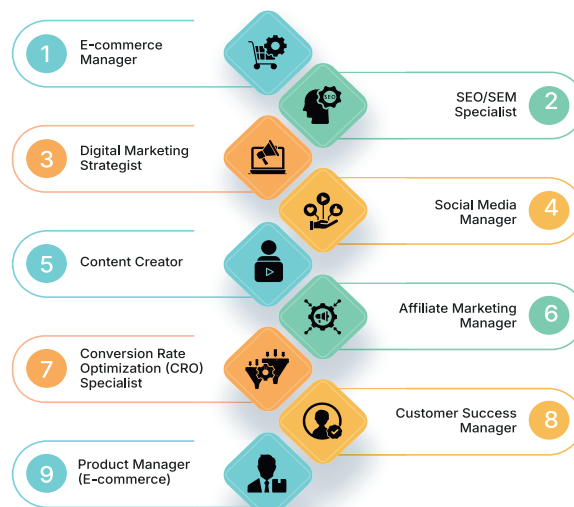 1
E-commerce
Manager
SEO
SEO/SEM
Specialist
2
3
Digital Marketing
Strategist
Social Media
Manager
4
5
Content Creator
Affiliate Marketing
Manager
6
7
Conversion Rate
Optimization (CRO)
Specialist
Customer Success
Manager
8
9
Product Manager
(E-commerce)